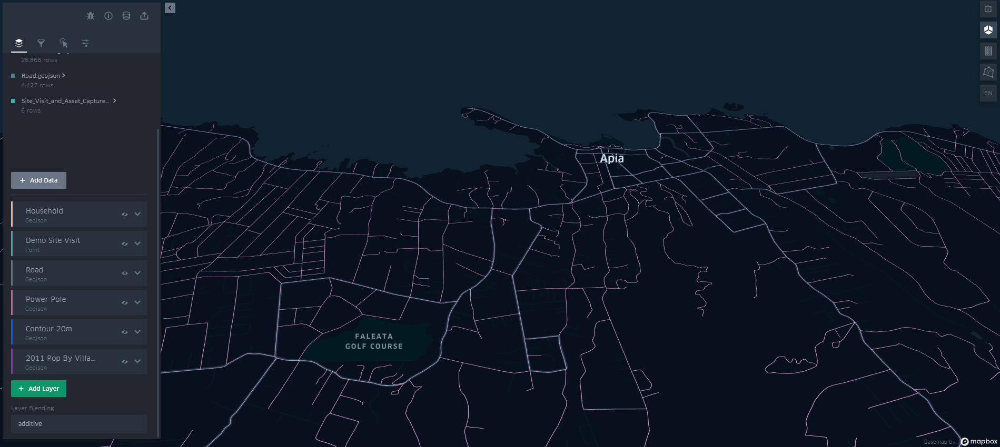 26,866 rows
Road.geojson
4,427 rows
Site_Visit_and_Asset_Capture...
6 rows
+ Add Data
Household
Geojson
Demo Site Visit
Point
Road
Geojson
Power Pole
Geojson
Contour 20m
Geojson
2011 Pop By Villa...
Geojson
+ Add Layer
Layer Blending
additive
Apia
FALEATA
GOLF COURSE
EN
Basemap by: mapbox